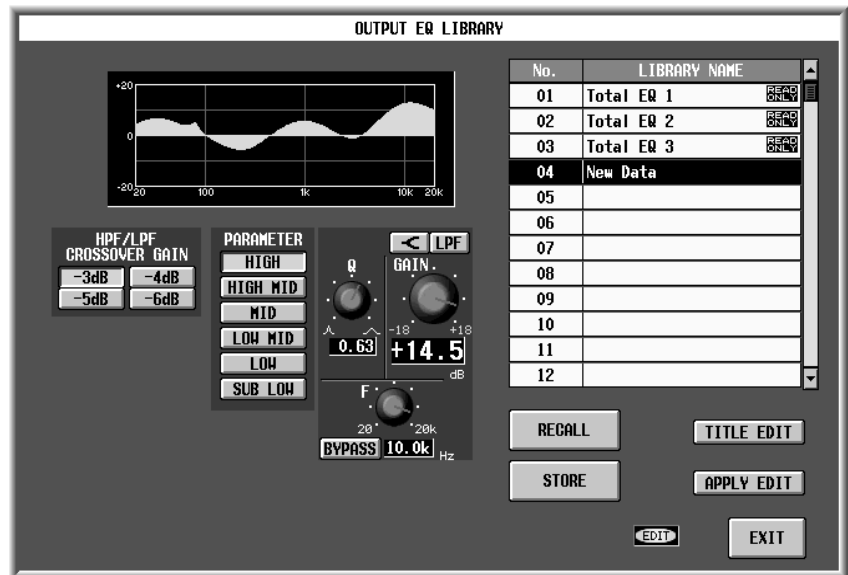 OUTPUT EQ LIBRARY
+20
0
-20
20 100 1k 10k 20k
HPF/LPF
CROSSOVER GAIN
-3dB -4dB
-5dB -6dB
PARAMETER
HIGH
HIGH MID
MID
LOW MID
LOW
SUB LOW
LPF
Q
0.63
GAIN
-18 +18
+14.5
dB
F
20 20k
BYPASS 10.0k Hz
No. LIBRARY NAME
01 Total EQ 1 READ ONLY
02 Total EQ 2 READ ONLY
03 Total EQ 3 READ ONLY
04 New Data
05
06
07
08
09
10
11
12
RECALL TITLE EDIT
STORE APPLY EDIT
EDIT EXIT